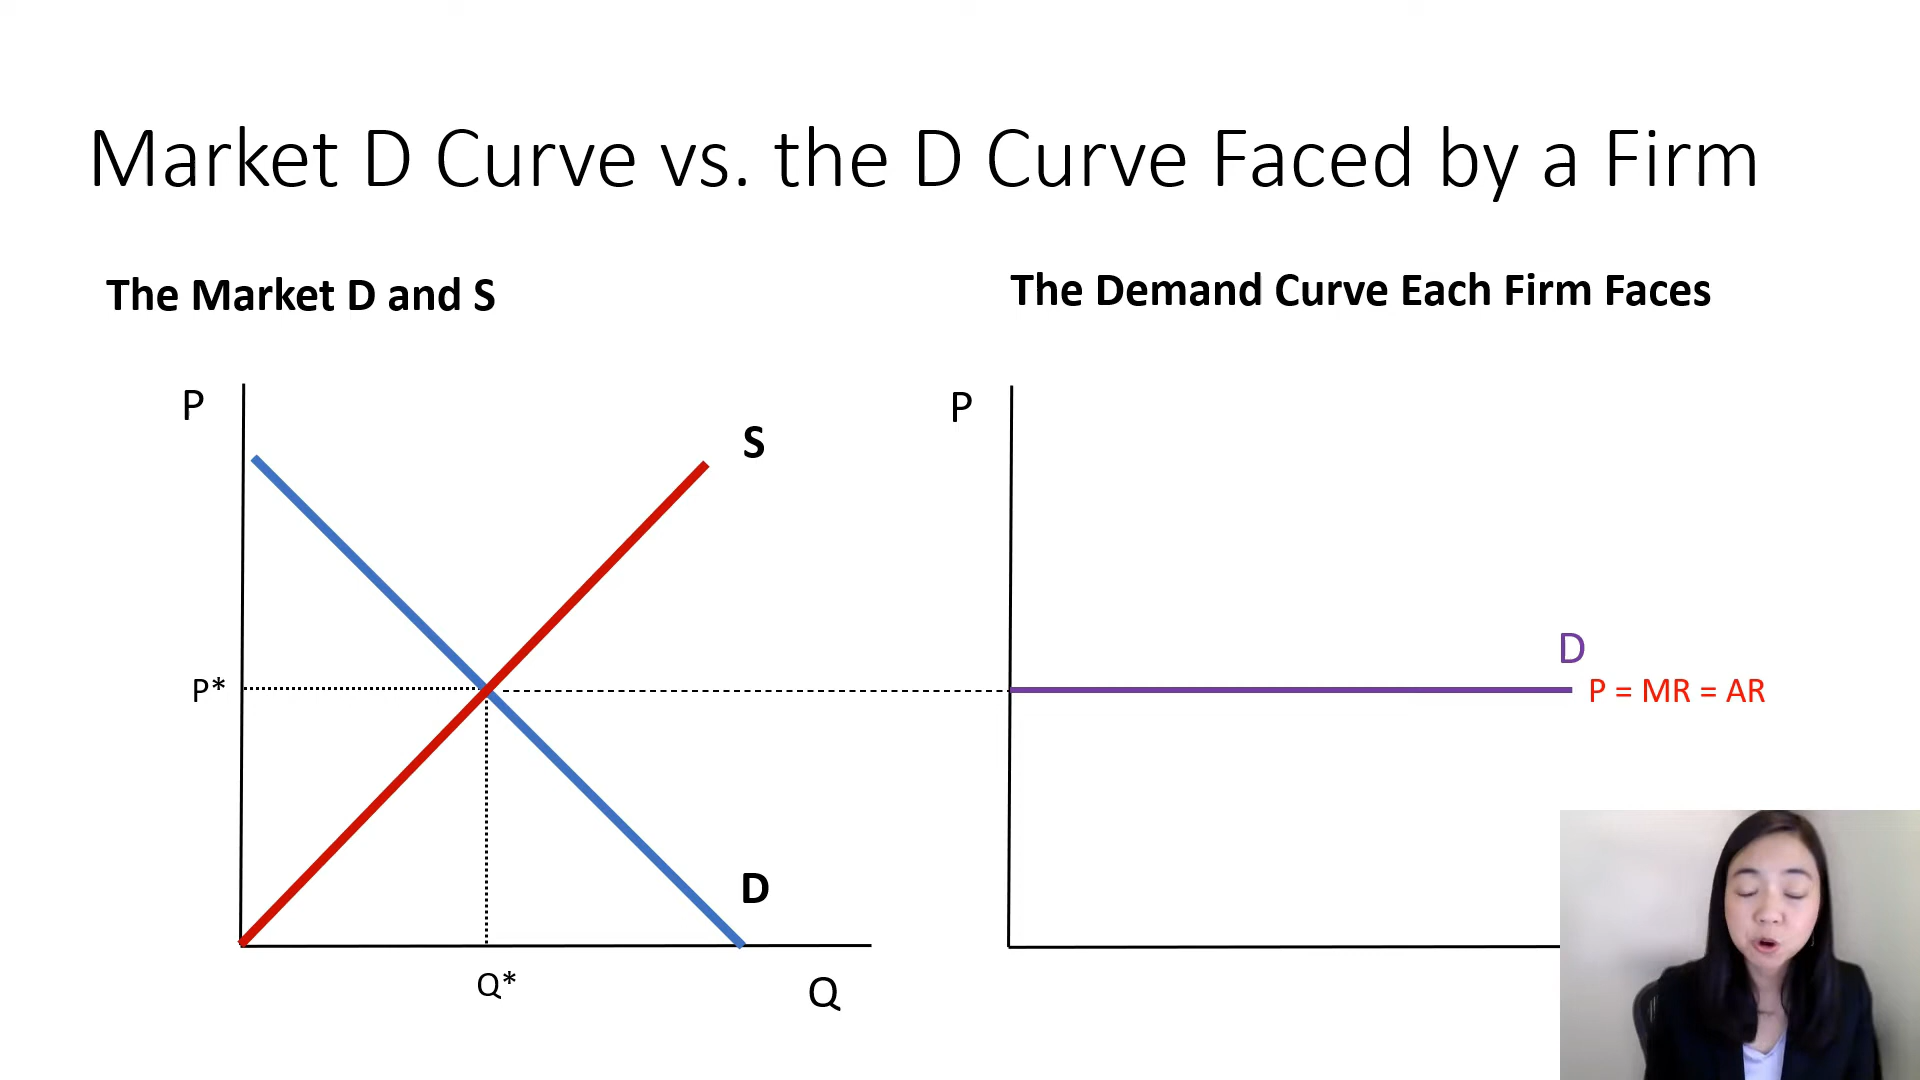 Market D Curve vs. the D Curve Faced by a Firm
The Market D and S
The Demand Curve Each Firm Faces
P
S
P*
D
Q*
Q
P
D
P = MR = AR